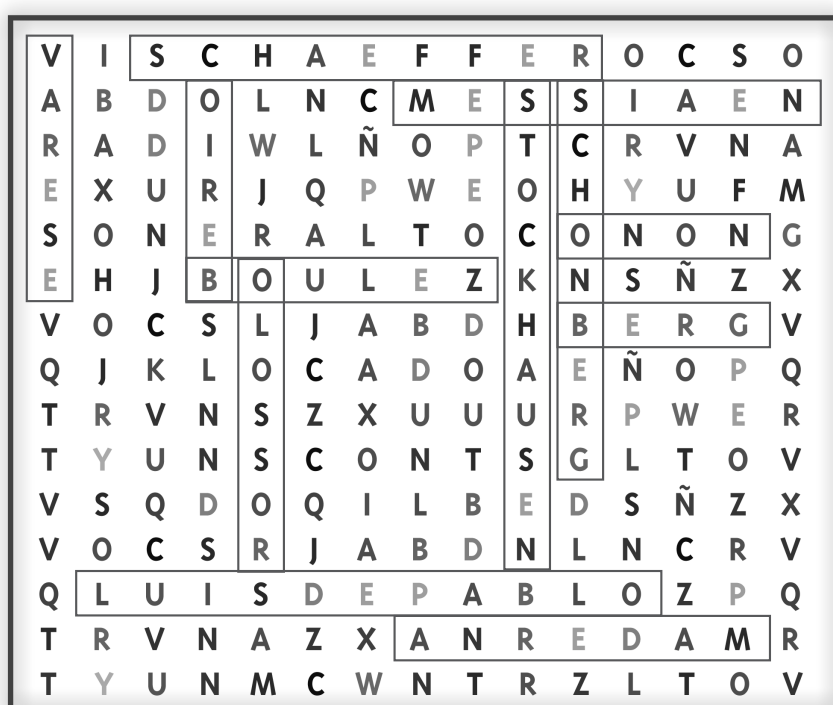 V I S C H A E F F E R O C S O
A B D O L N C M E S S I A E N
R A D I W L Ñ O P T C R V N A
E X U R J Q P W E O H Y U F M
S O N E R A L T O C O N O N G
E H J B O U L E Z K N S Ñ Z X
V O C S L J A B D H B E R G V
Q J K L O C A D O A E Ñ O P Q
T R V N S Z X U U U R P W E R
T Y U N S C O N T S G L T O V
V S Q D O Q I L B E D S Ñ Z X
V O C S R J A B D N L N C R V
Q L U I S D E P A B L O Z P Q
T R V N A Z X A N R E D A M R
T Y U N M C W N T R Z L T O V